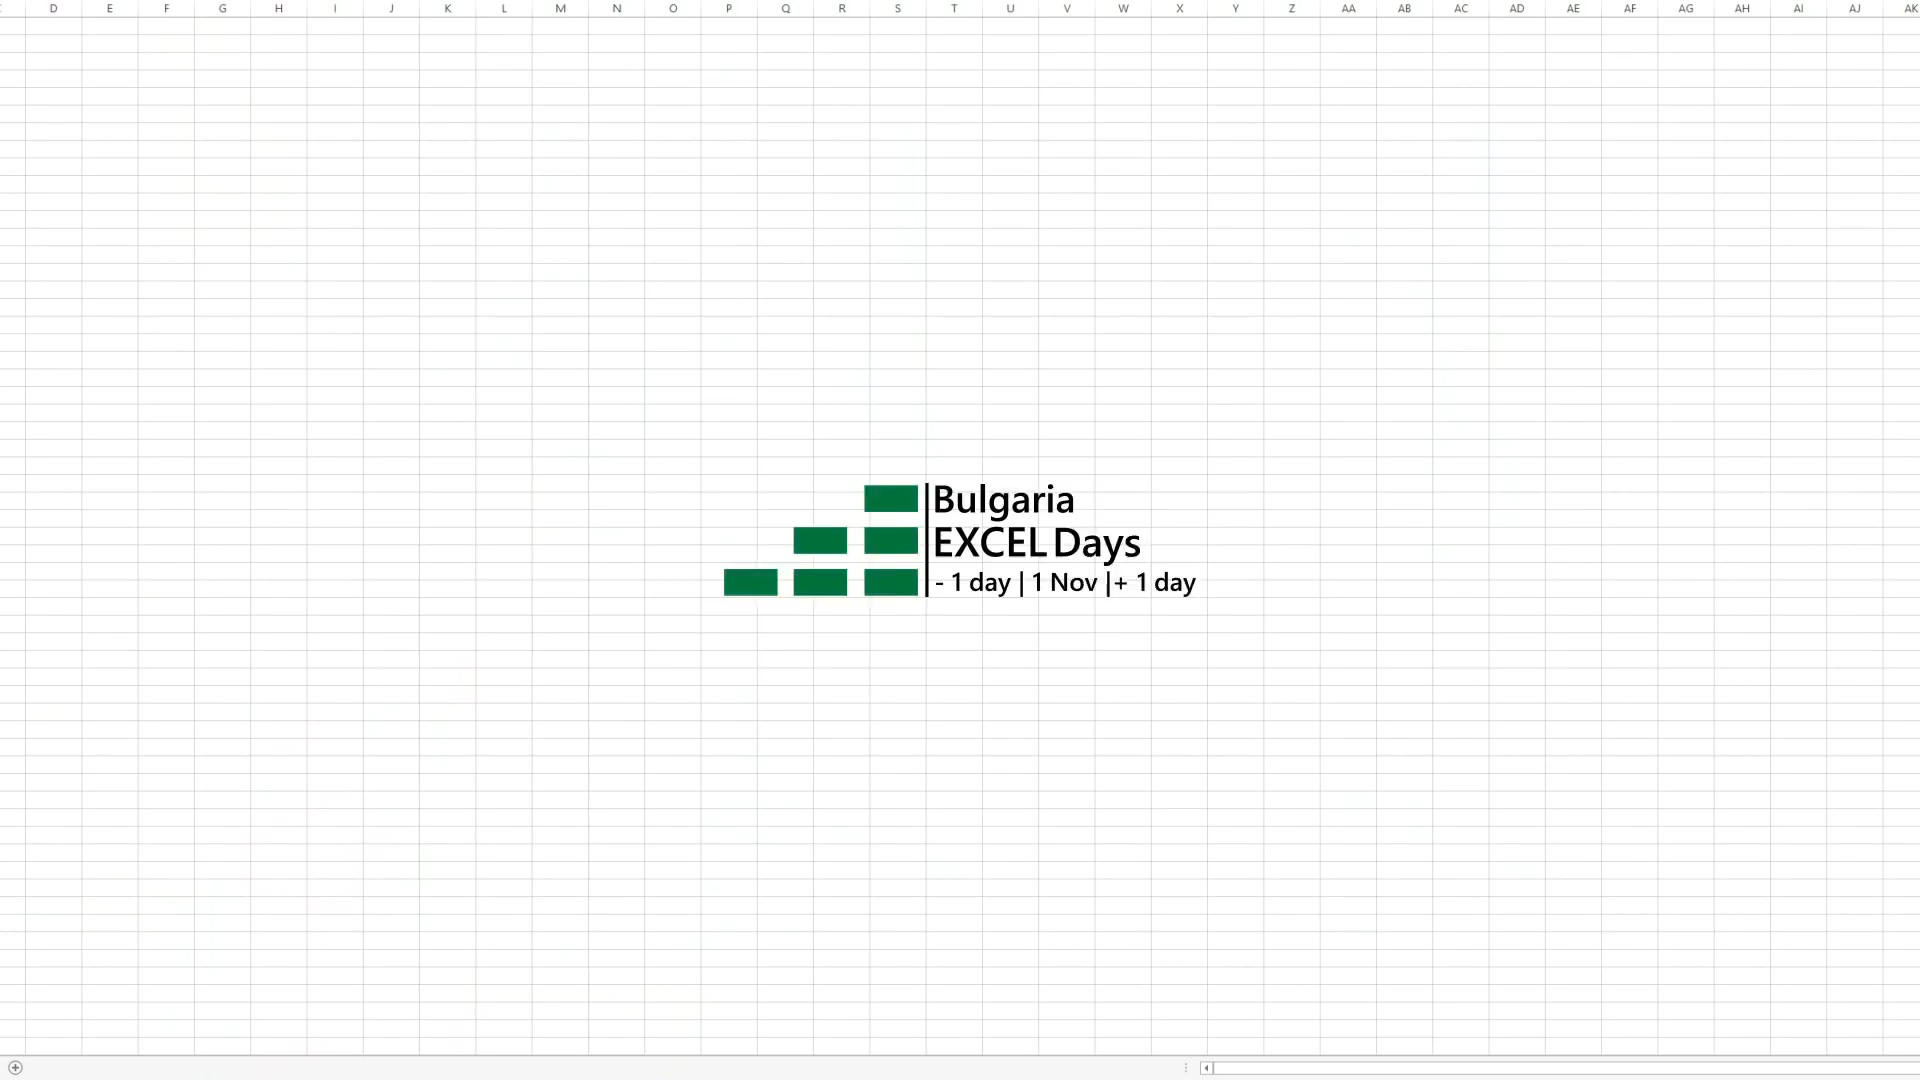 D E F G H I J K L M N O P Q R S T U V W X Y Z AA AB AC AD AE AF AG AH AI AJ AK
Bulgaria
EXCEL Days
- 1 day | 1 Nov |+ 1 day